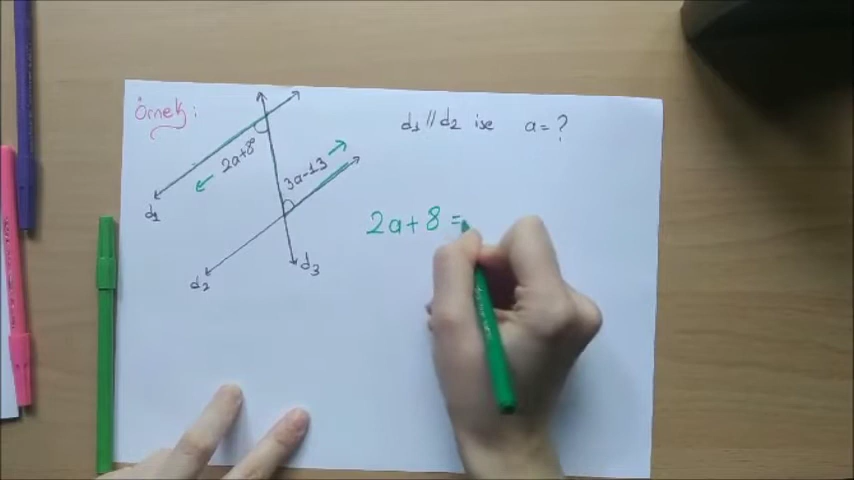 Örnek:
d1 // d2 ise a = ?
2a+8°
3a-13
d1
d2
d3
2a+8 =